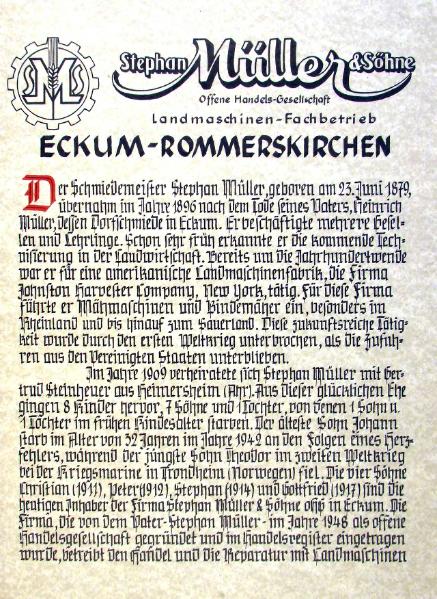 Stephan Müller & Söhne
Offene Handels-Gesellschaft
Landmaschinen-Fachbetrieb
ECKUM-ROMMERSKIRCHEN
Der Schmiedemeister Stephan Müller, geboren am 23. Juni 1879,
übernahm im Jahre 1896 nach dem Tode seines Vaters, Heinrich
Müller, dessen Dorfschmiede in Eckum. Er beschäftigte mehrere Gesel-
len und Lehrlinge. Schon sehr früh erkannte er die kommende Tech-
nisierung in der Landwirtschaft. Bereits um die Jahrhundertwende
war er für eine amerikanische Landmaschinenfabrik, die Firma
Johnston Harvester Company, New York, tätig. Für diese Firma
führte er Mähmaschinen und Bindemäher ein, besonders im
Rheinland und bis hinauf zum Sauerland. Diese zukunftsreiche Tätig-
keit wurde durch den ersten Weltkrieg unterbrochen, als die Zufuh-
ren aus den Vereinigten Staaten unterblieben.
Im Jahre 1909 verheiratete sich Stephan Müller mit Ger-
trud Steinheuer aus Heimersheim (Ahr). Aus dieser glücklichen Ehe
gingen 8 Kinder hervor, 7 Söhne und 1 Tochter, von denen 1 Sohn u.
1 Tochter im frühen Kindesalter starben. Der älteste Sohn Johann
starb im Alter von 32 Jahren im Jahre 1942 an den Folgen eines Herz-
fehlers, während der jüngste Sohn Theodor im zweiten Weltkrieg
bei der Kriegsmarine in Trondheim (Norwegen) fiel. Die vier Söhne
Christian (1911), Peter (1912), Stephan (1914) und Gottfried (1917) sind die
heutigen Inhaber der Firma Stephan Müller & Söhne oHG in Eckum. Die
Firma, die von dem Vater-Stephan Müller-im Jahre 1948 als offene
Handelsgesellschaft gegründet und im Handelsregister eingetragen
wurde, betreibt den Handel und die Reparatur mit Landmaschinen